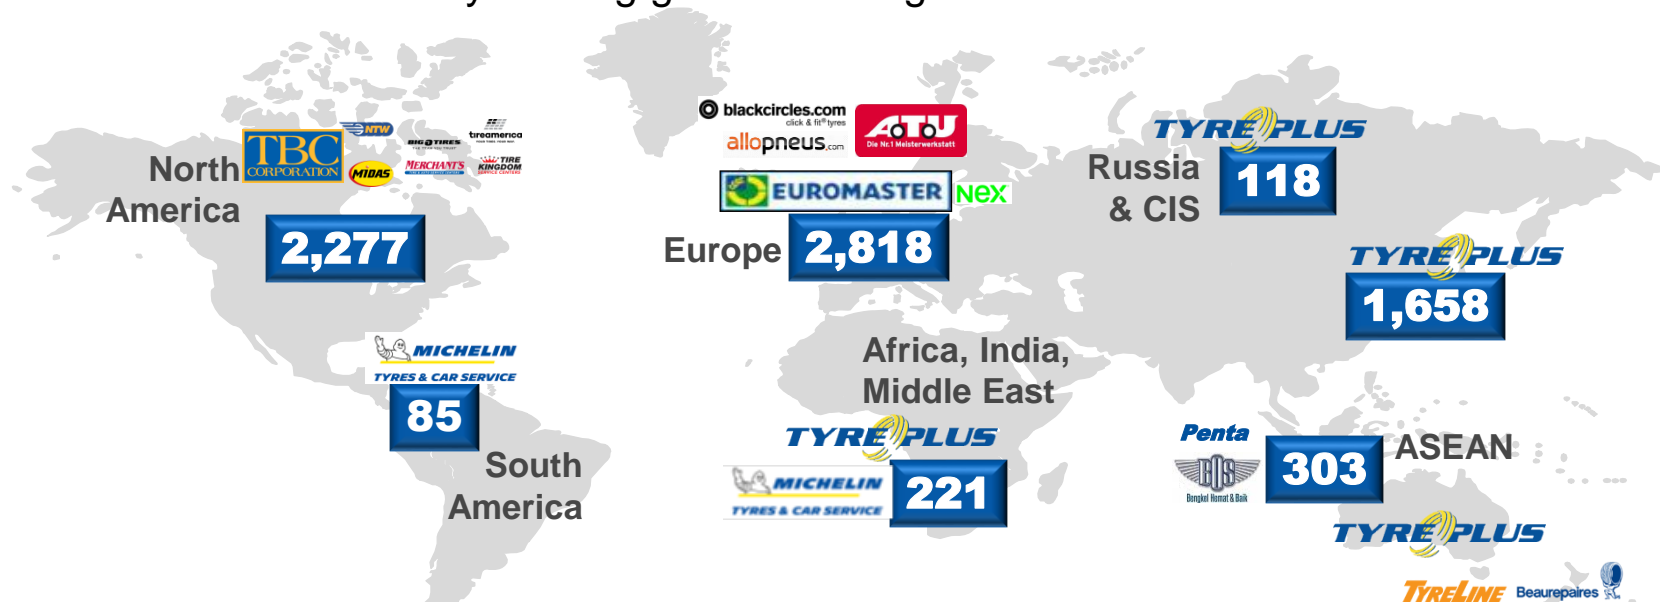 North
America
TBC
CORPORATION
NTW
MIDAS
BIG O TIRES
MERCHANT'S
tireamerica
TIRE
KINGDOM
SERVICE CENTERS
2,277
blackcircles.com
click & fit® tyres
allopneus.com
ATU
Die Nr.1 Meisterwerkstatt
EUROMASTER
Nex
Europe
2,818
TYREPLUS
Russia
& CIS
118
TYREPLUS
1,658
MICHELIN
TYRES & CAR SERVICE
85
South
America
Africa, India,
Middle East
TYREPLUS
MICHELIN
TYRES & CAR SERVICE
221
Penta
Bengkel Hemat & Baik
303
ASEAN
TYREPLUS
TYRELINE
Beaurepaires